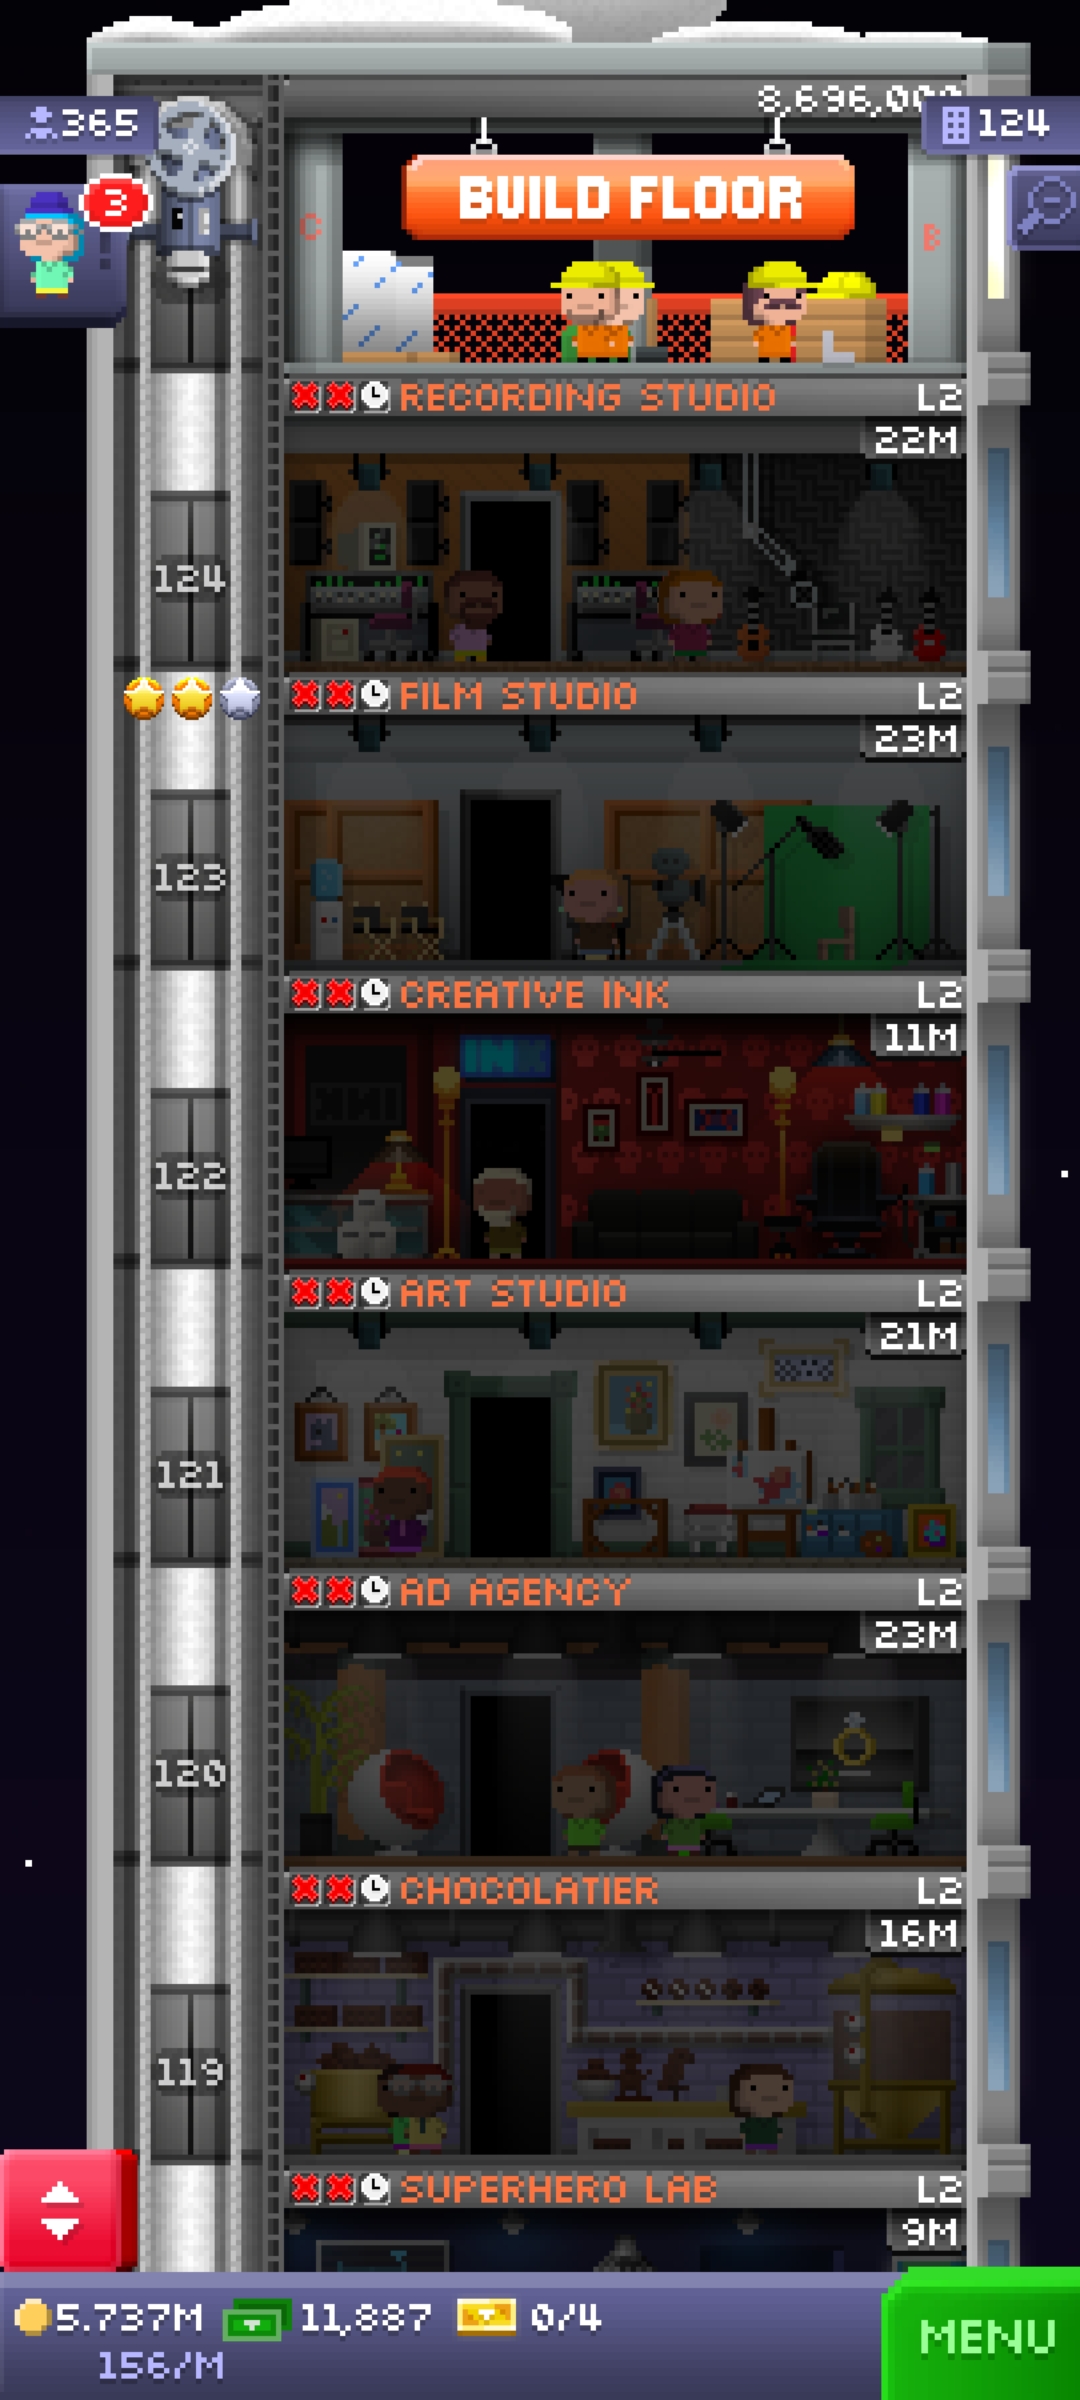 8,696,000
365
124
3
BUILD FLOOR
C
B
RECORDING STUDIO L2
22M
124
FILM STUDIO L2
23M
123
CREATIVE INK L2
11M
INK
122
ART STUDIO L2
21M
121
AD AGENCY L2
23M
120
CHOCOLATIER L2
16M
119
SUPERHERO LAB L2
9M
5.737M 11,887 0/4
156/M
MENU